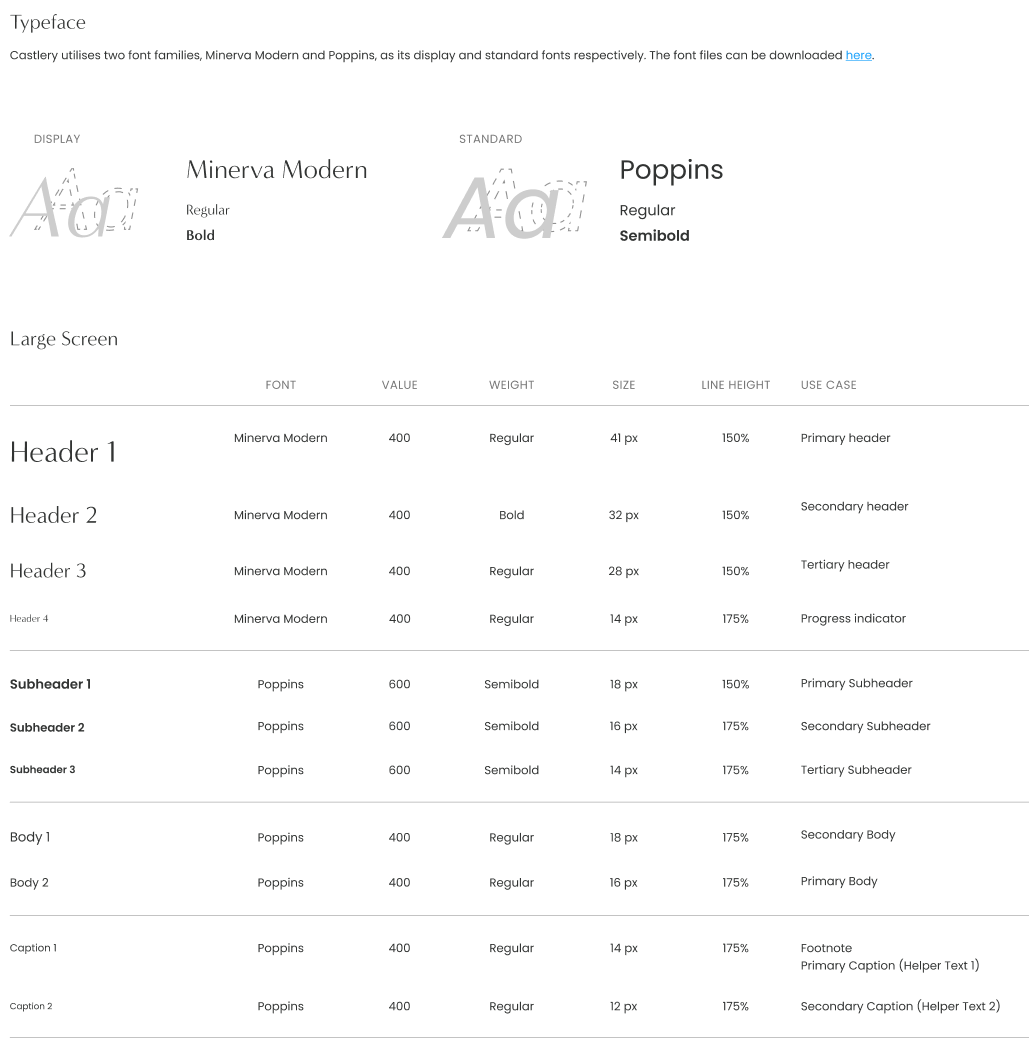 Typeface
Castlery utilises two font families, Minerva Modern and Poppins, as its display and standard fonts respectively. The font files can be downloaded here.
DISPLAY
Aa
Minerva Modern
Regular
Bold
STANDARD
Aa
Poppins
Regular
Semibold
Large Screen
FONT VALUE WEIGHT SIZE LINE HEIGHT USE CASE
Header 1 Minerva Modern 400 Regular 41 px 150% Primary header
Header 2 Minerva Modern 400 Bold 32 px 150% Secondary header
Header 3 Minerva Modern 400 Regular 28 px 150% Tertiary header
Header 4 Minerva Modern 400 Regular 14 px 175% Progress indicator
Subheader 1 Poppins 600 Semibold 18 px 150% Primary Subheader
Subheader 2 Poppins 600 Semibold 16 px 175% Secondary Subheader
Subheader 3 Poppins 600 Semibold 14 px 175% Tertiary Subheader
Body 1 Poppins 400 Regular 18 px 175% Secondary Body
Body 2 Poppins 400 Regular 16 px 175% Primary Body
Caption 1 Poppins 400 Regular 14 px 175% Footnote
Primary Caption (Helper Text 1)
Caption 2 Poppins 400 Regular 12 px 175% Secondary Caption (Helper Text 2)